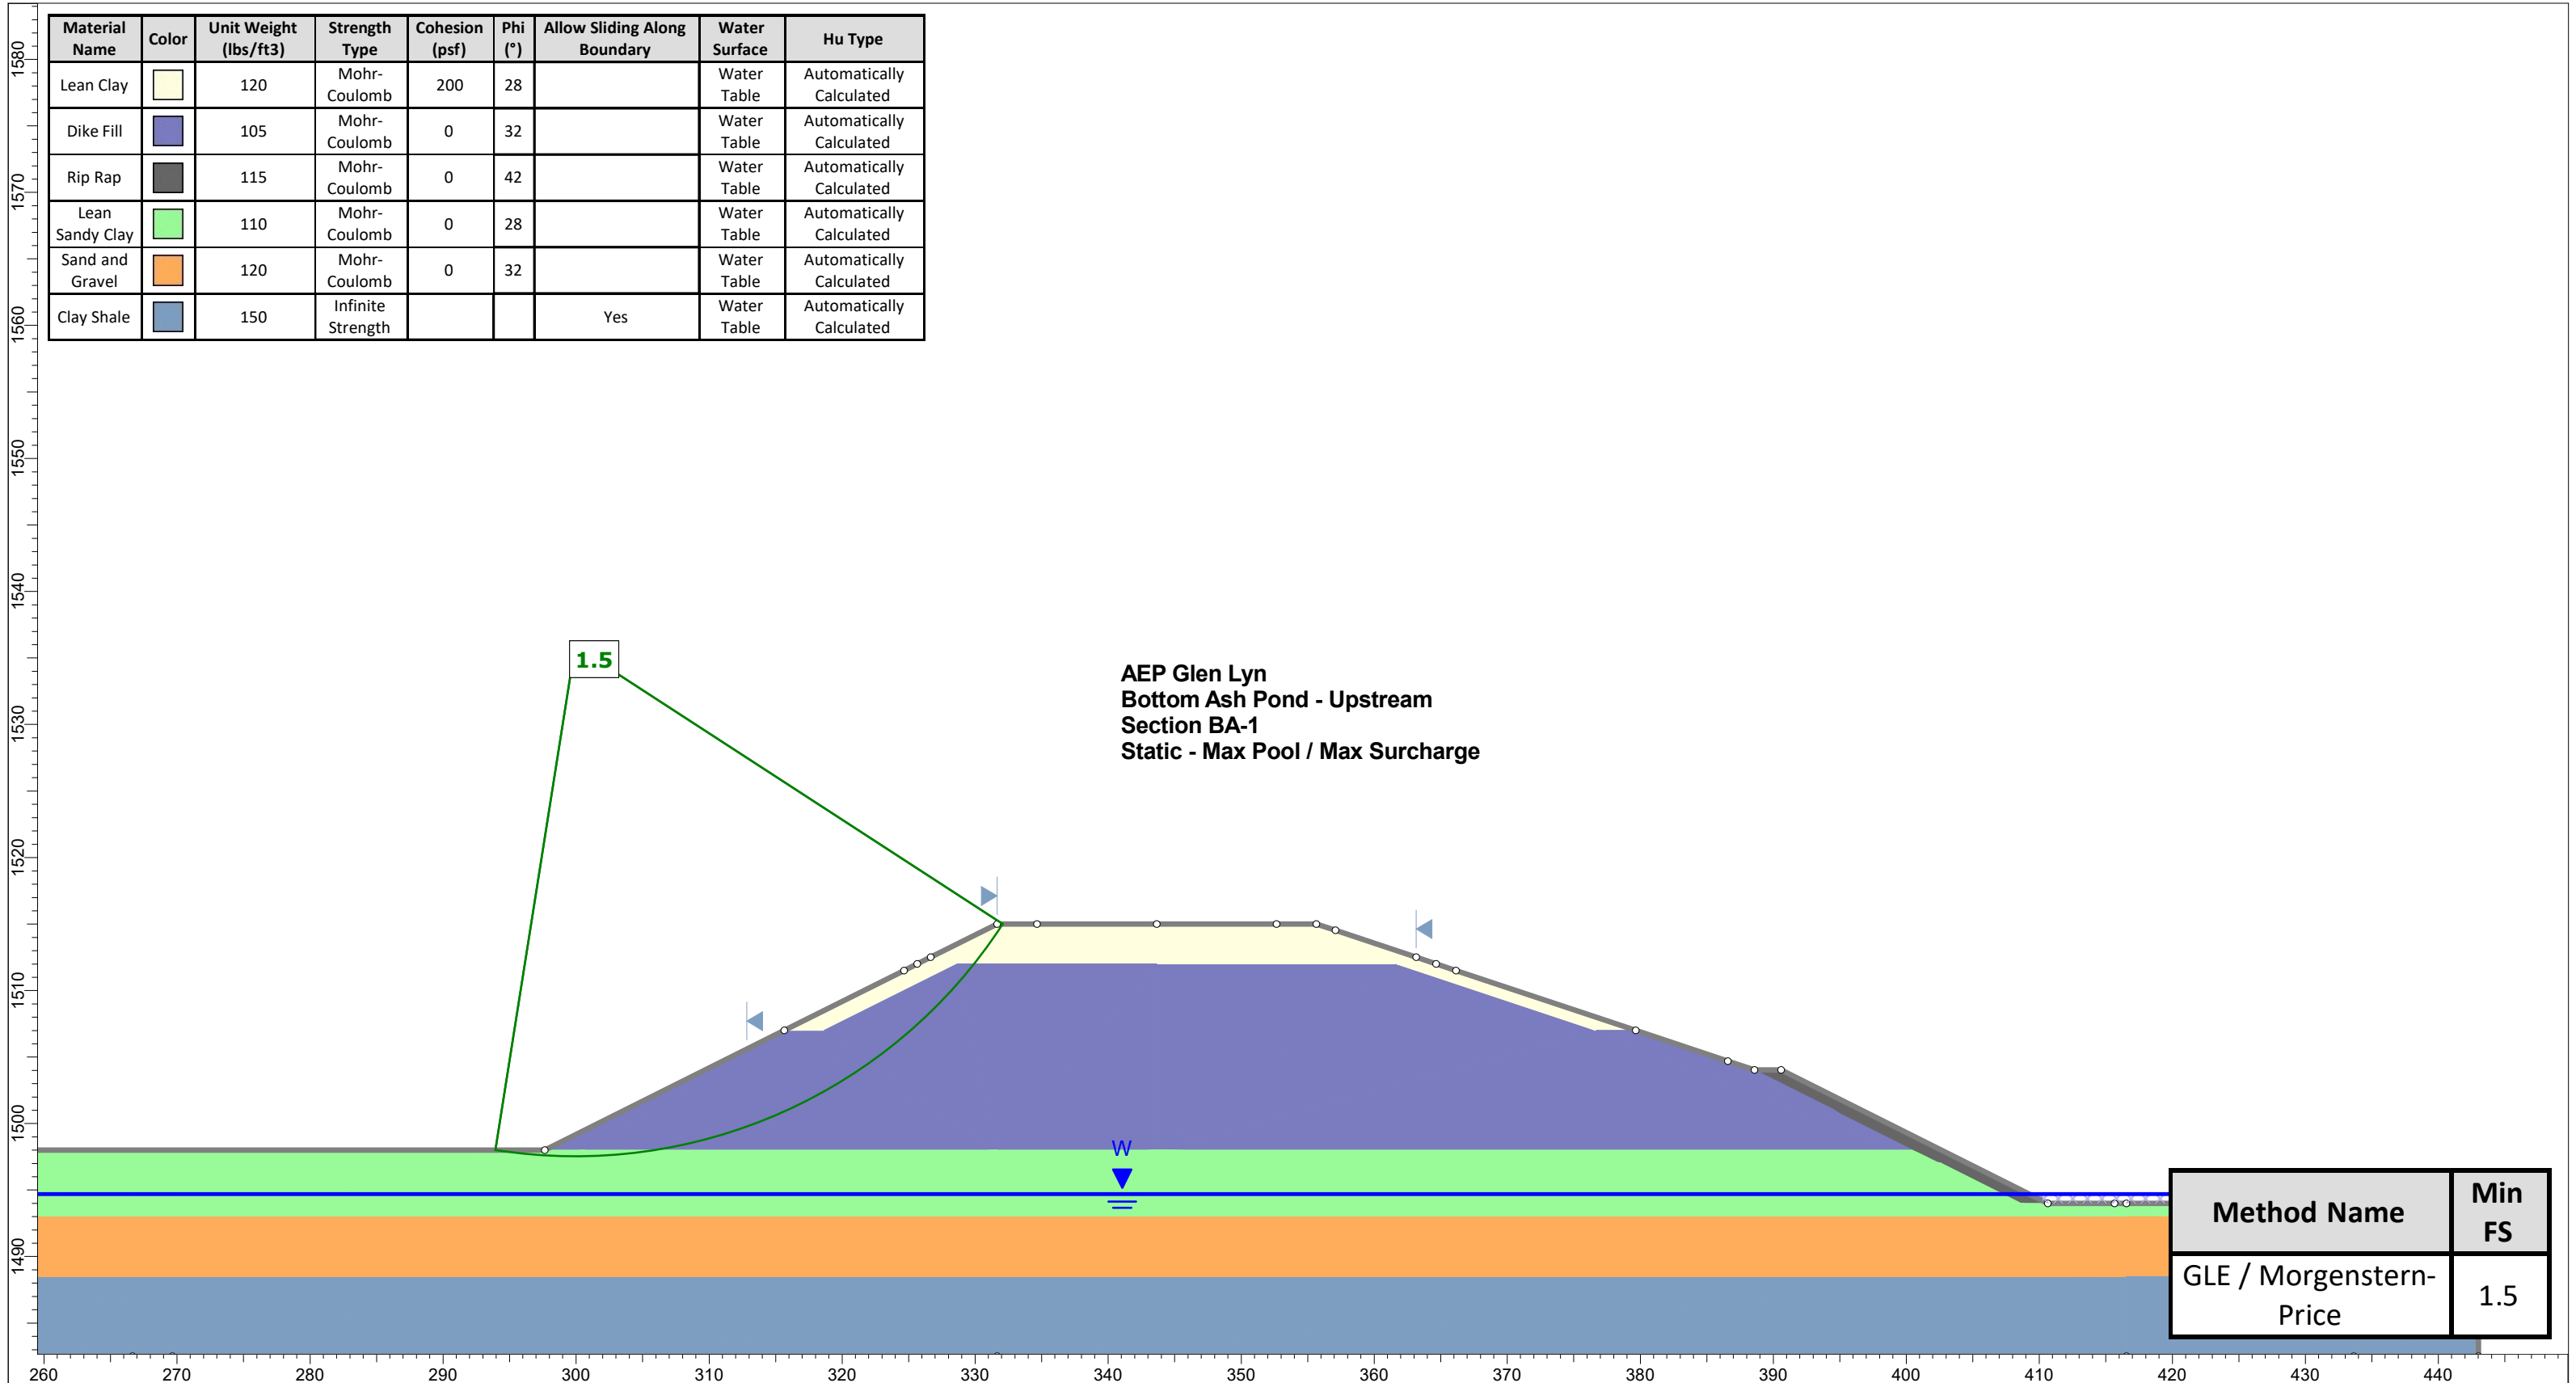 Material Name Color Unit Weight (lbs/ft3) Strength Type Cohesion (psf) Phi (°) Allow Sliding Along Boundary Water Surface Hu Type
Lean Clay 120 Mohr-Coulomb 200 28 Water Table Automatically Calculated
Dike Fill 105 Mohr-Coulomb 0 32 Water Table Automatically Calculated
Rip Rap 115 Mohr-Coulomb 0 42 Water Table Automatically Calculated
Lean Sandy Clay 110 Mohr-Coulomb 0 28 Water Table Automatically Calculated
Sand and Gravel 120 Mohr-Coulomb 0 32 Water Table Automatically Calculated
Clay Shale 150 Infinite Strength Yes Water Table Automatically Calculated
1580
1570
1560
1550
1540
1530
1520
1510
1500
1490
1.5
AEP Glen Lyn
Bottom Ash Pond - Upstream
Section BA-1
Static - Max Pool / Max Surcharge
W
Method Name Min FS
GLE / Morgenstern-Price 1.5
260 270 280 290 300 310 320 330 340 350 360 370 380 390 400 410 420 430 440